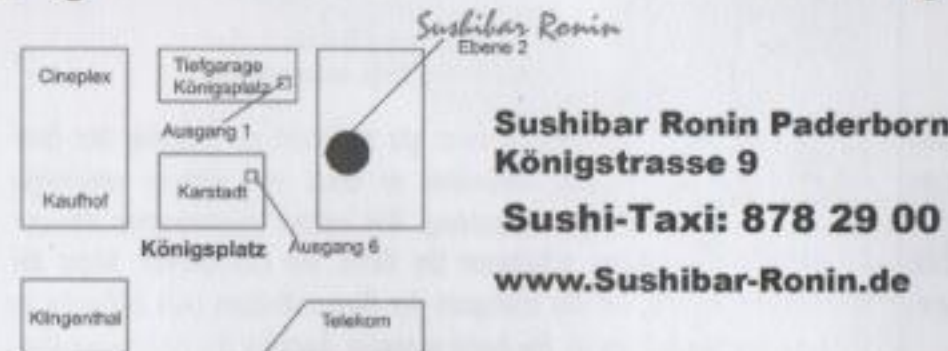 Sushibar Ronin
Ebene 2
Cineplex
Tiefgarage
Königsplatz
Ausgang 1
Karstadt
Kaufhof
Königsplatz
Ausgang 6
Klingenthal
Telekom
Sushibar Ronin Paderborn
Königstrasse 9
Sushi-Taxi: 878 29 00
www.Sushibar-Ronin.de